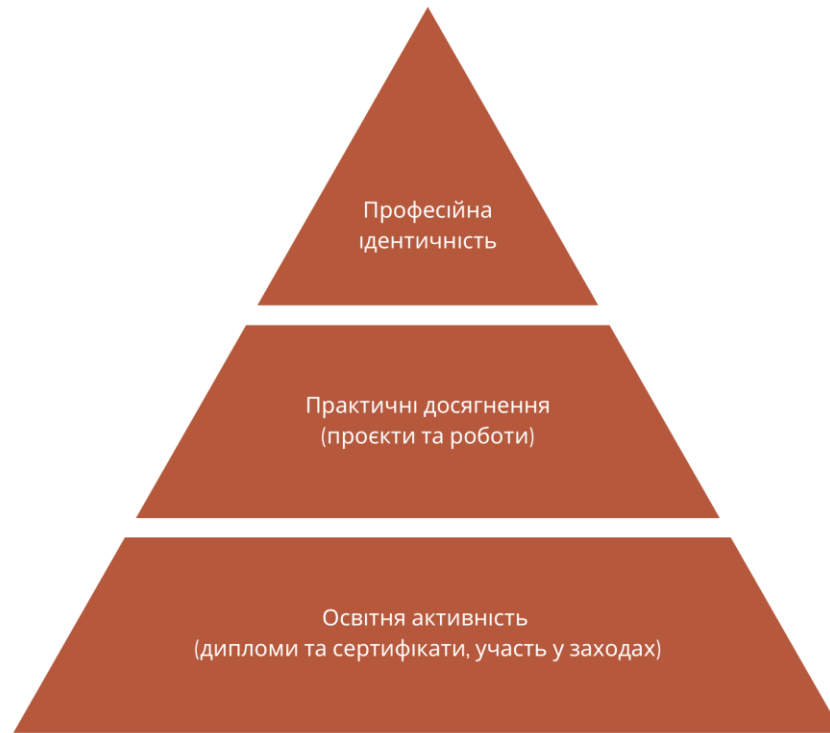 Професійна
ідентичність
Практичні досягнення
(проєкти та роботи)
Освітня активність
(дипломи та сертифікати, участь у заходах)